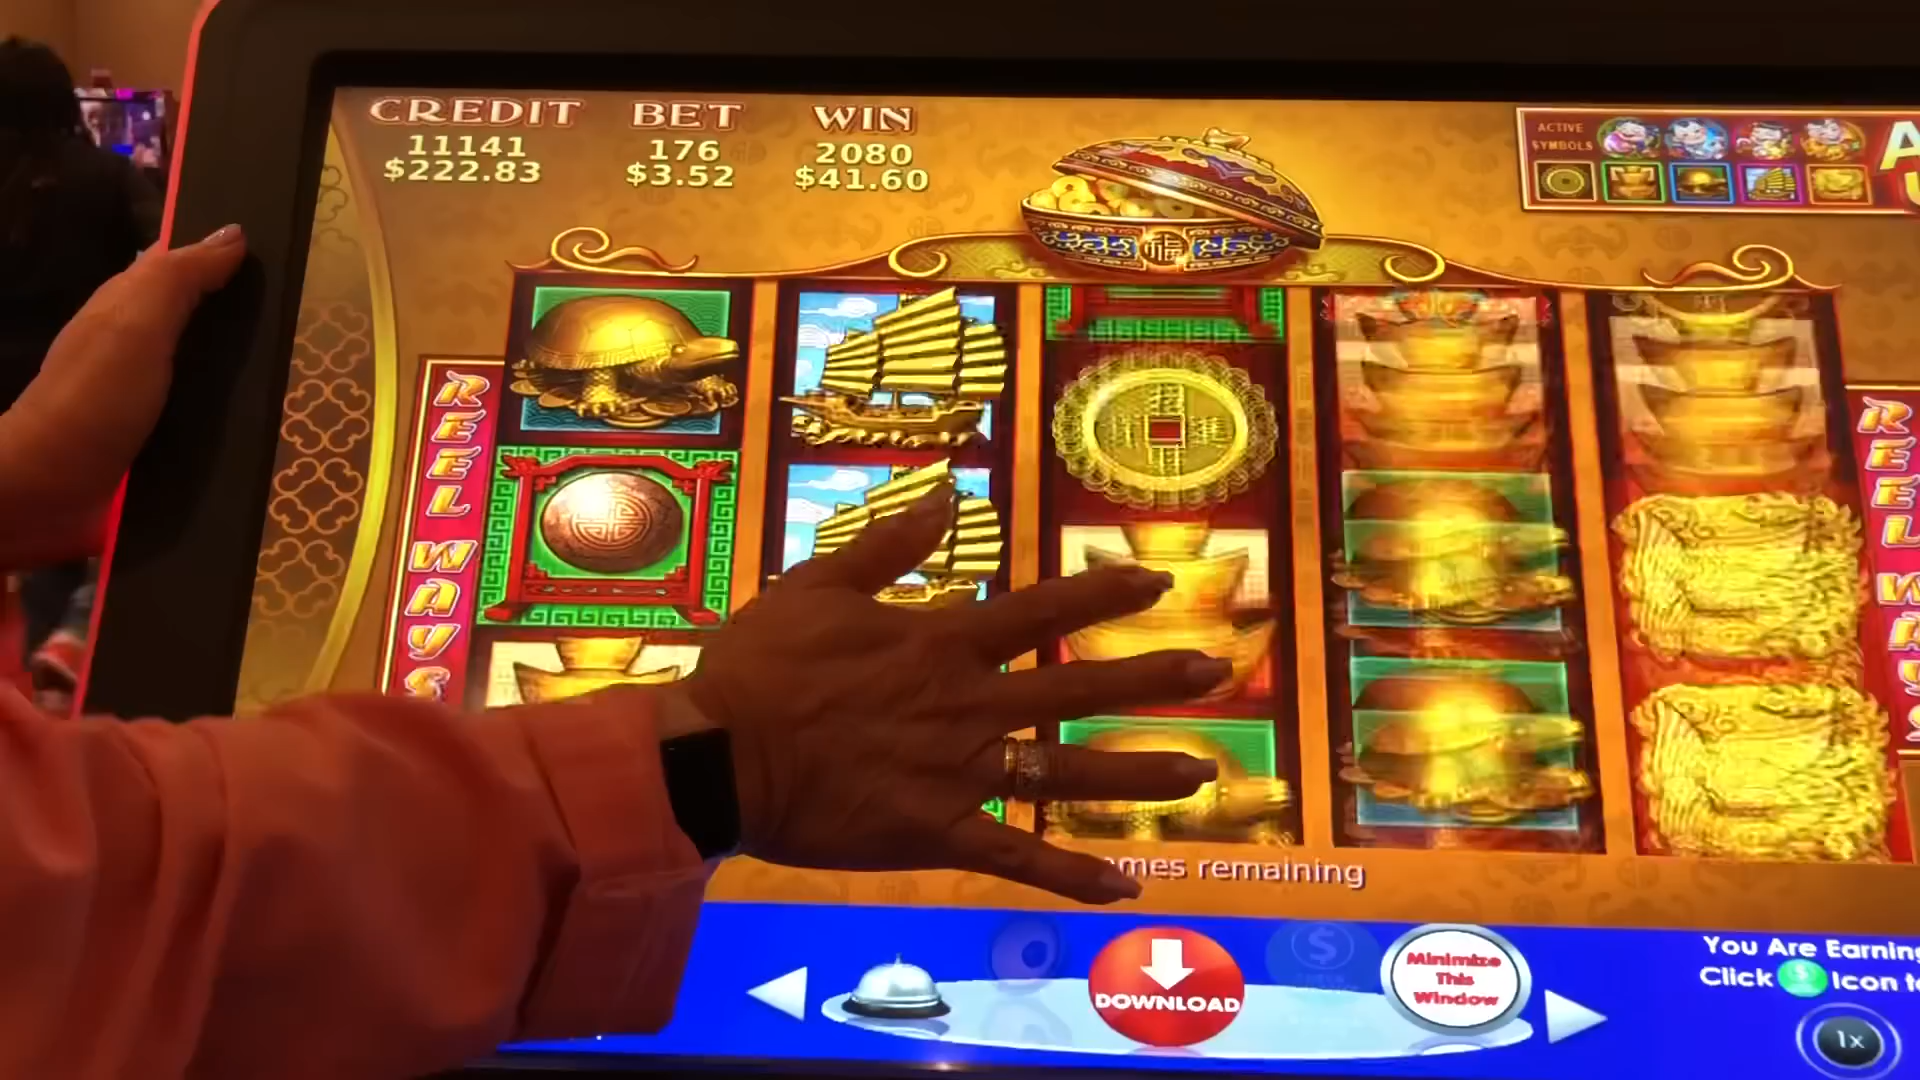 CREDIT BET WIN
11141 176 2080
$222.83 $3.52 $41.60
ACTIVE
SYMBOLS
福
REEL WAYS
REEL WAYS
remaining
DOWNLOAD
Minimize
This
Window
You Are Earning
Click $ Icon
1x